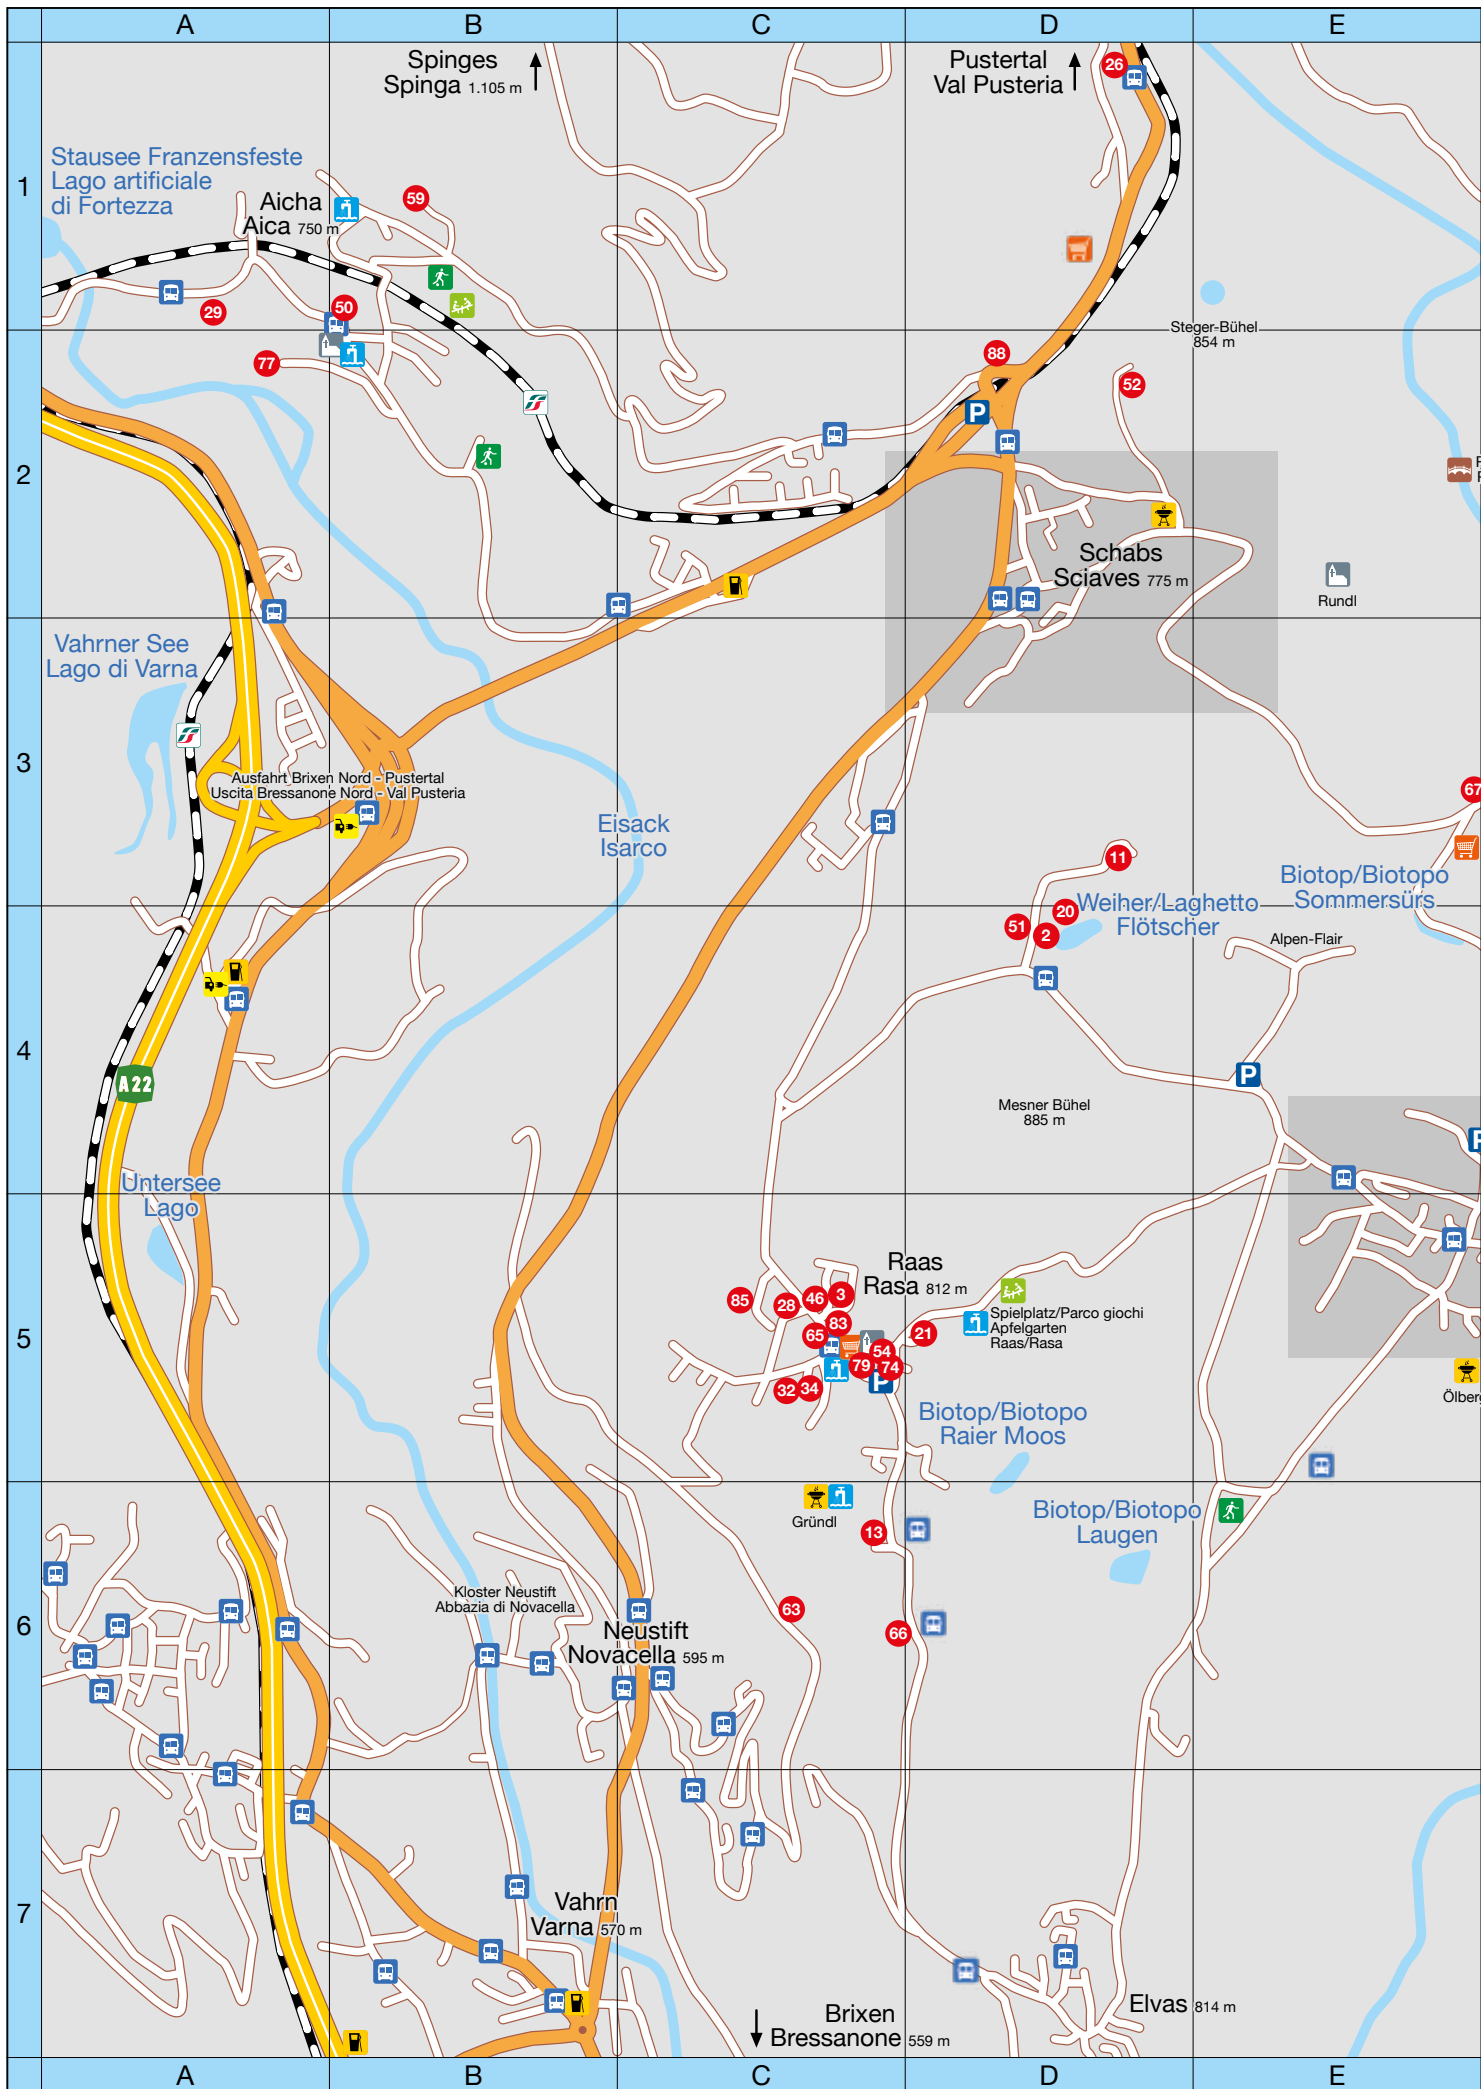 A B C D E
Spinges
Spinga 1.105 m
Pustertal
Val Pusteria
26
1
Stausee Franzensfeste
Lago artificiale
di Fortezza
Aicha
Aica 750 m
59
29
50
Steger-Bühel
854 m
77
88
52
P
2
Schabs
Sciaves 775 m
Rundl
Vahrner See
Lago di Varna
3
Ausfahrt Brixen Nord - Pustertal
Uscita Bressanone Nord - Val Pusteria
67
Eisack
Isarco
11
Biotop/Biotopo
Sommersürs
Weiher/Laghetto
Flötscher
20
51
2
Alpen-Flair
4
A22
P
Mesner Bühel
885 m
P
Untersee
Lago
Raas
Rasa 812 m
85
28
46
3
83
65
21
Spielplatz/Parco giochi
Apfelgarten
Raas/Rasa
5
54
79
74
P
32
34
Biotop/Biotopo
Raier Moos
Gründl
13
Biotop/Biotopo
Laugen
Kloster Neustift
Abbazia di Novacella
63
66
6
Neustift
Novacella 595 m
7
Vahrn
Varna 570 m
Elvas 814 m
Brixen
Bressanone 559 m
A B C D E